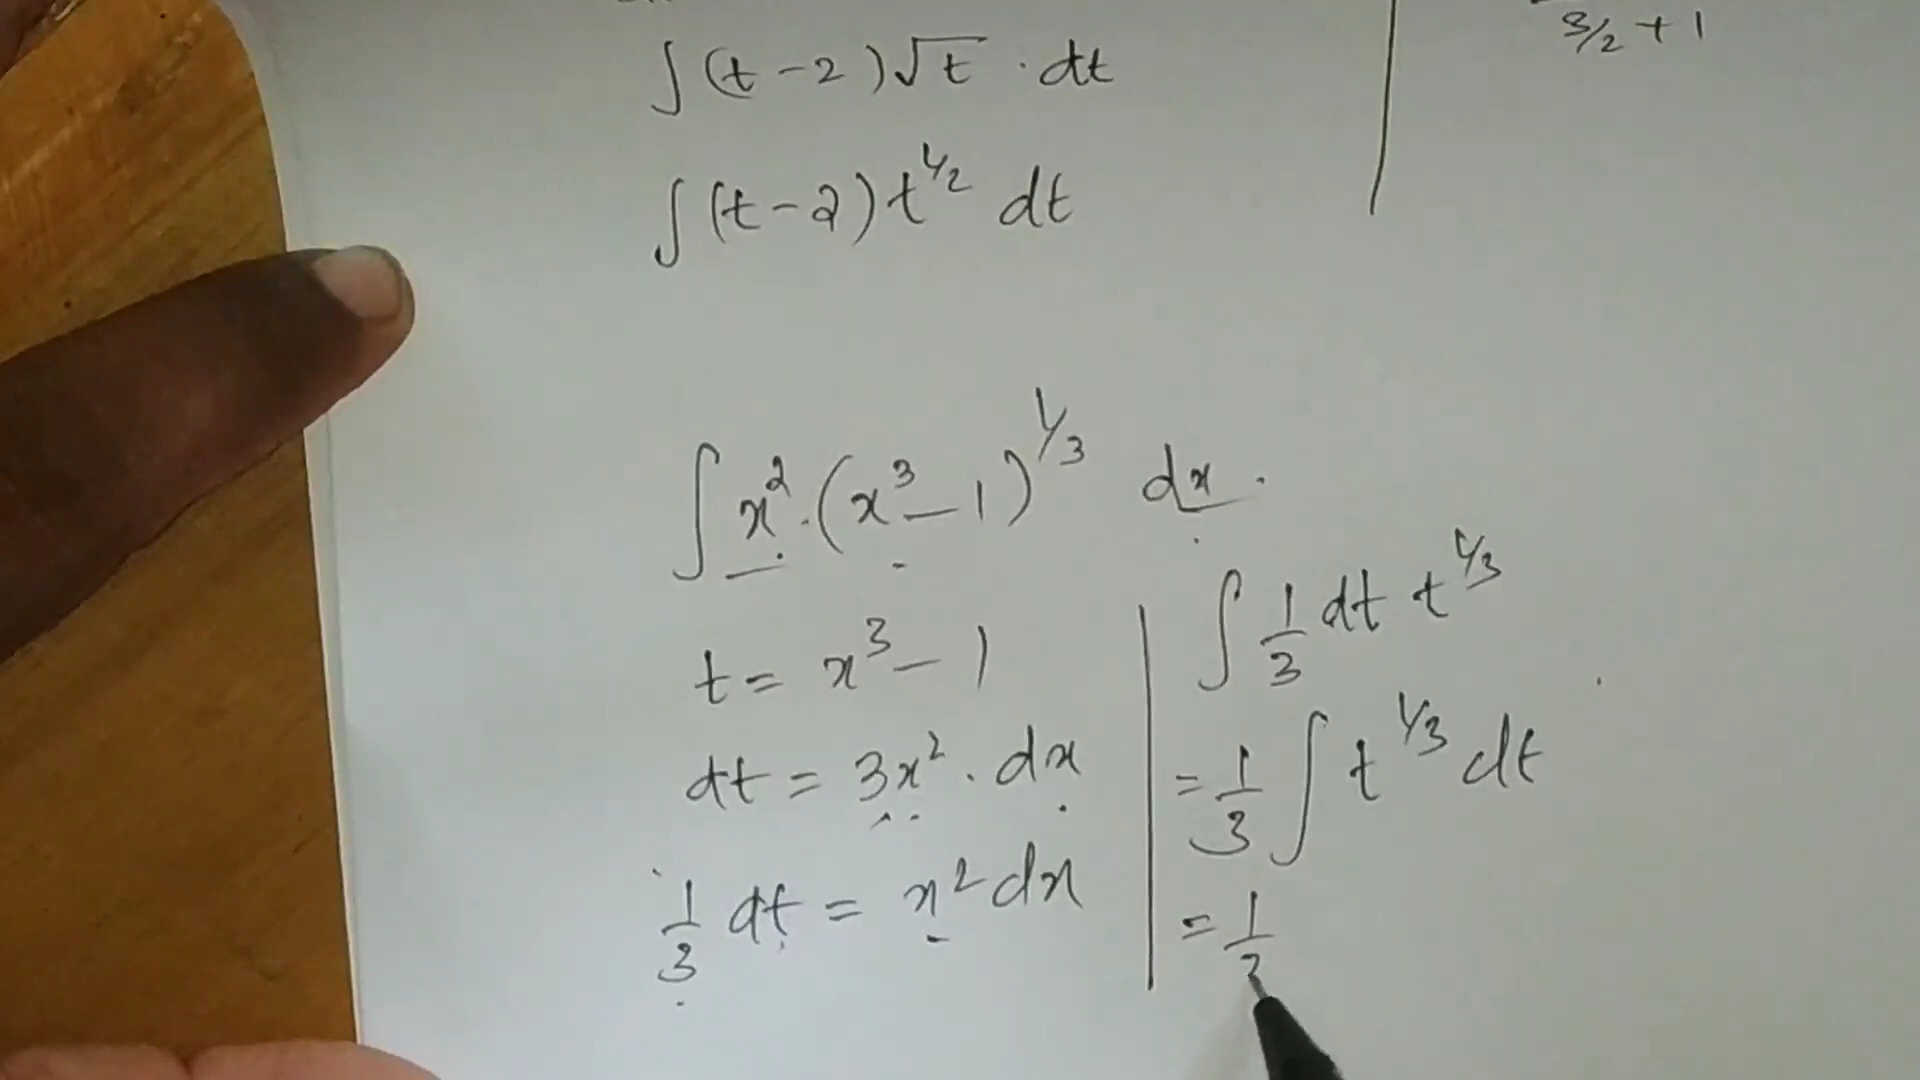 ∫(t-2)√t · dt
3/2 + 1
∫(t-2) t^1/2 dt
∫x²·(x³-1)^1/3 dx.
t = x³-1
dt = 3x². dx
1/3 dt = x² dx
∫ 1/3 dt t^1/3
= 1/3 ∫ t^1/3 dt
= 1/3